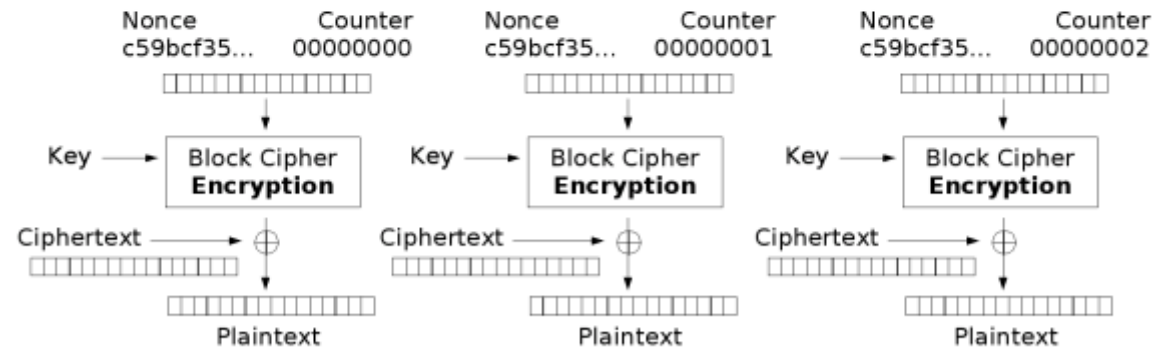 Nonce Counter Nonce Counter Nonce Counter
c59bcf35... 00000000 c59bcf35... 00000001 c59bcf35... 00000002
Key Block Cipher Key Block Cipher Key Block Cipher
Encryption Encryption Encryption
Ciphertext Ciphertext Ciphertext
Plaintext Plaintext Plaintext